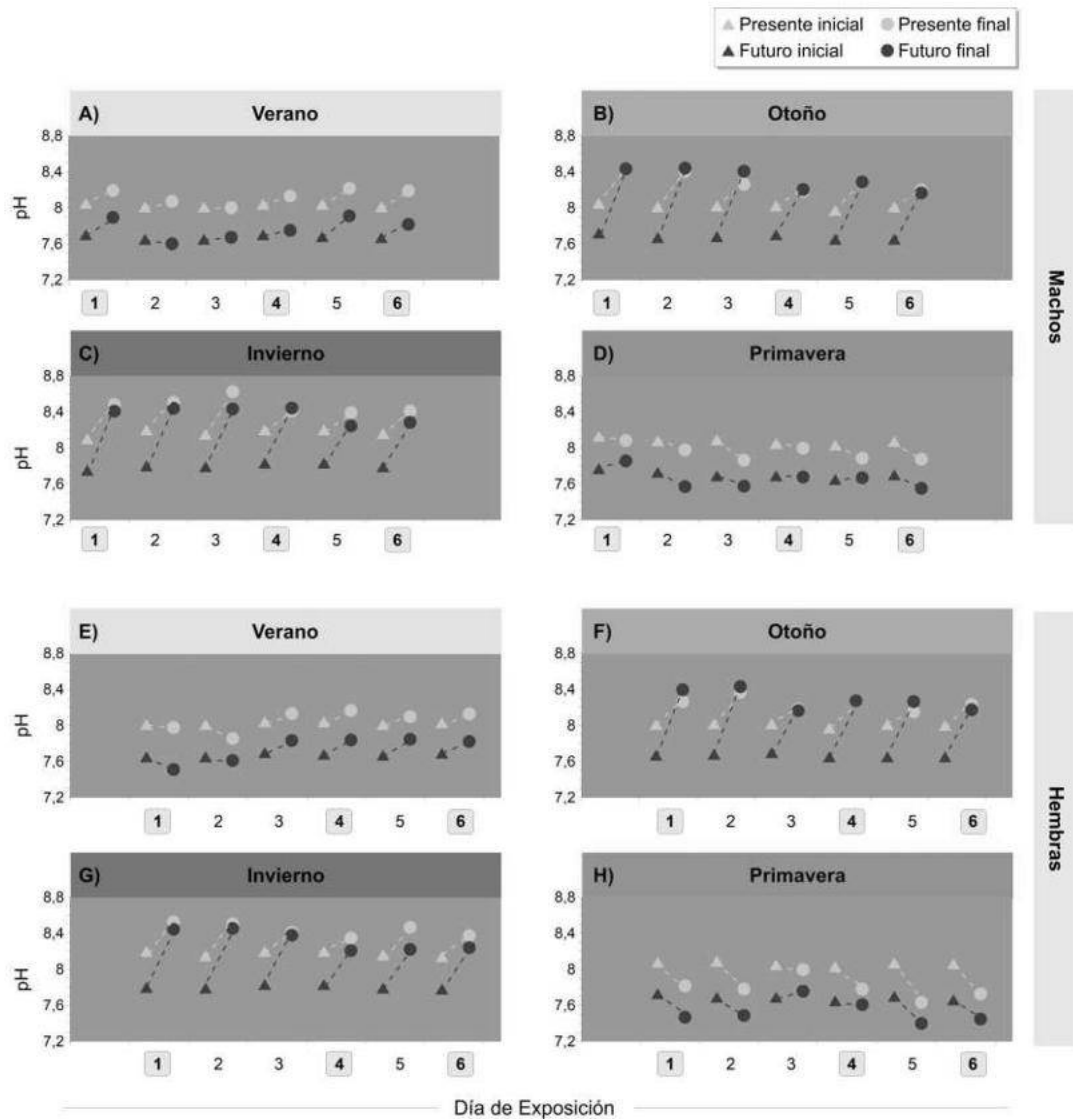 Presente inicial Presente final
Futuro inicial Futuro final
A) Verano
8,8
8,4
8
7,6
7,2
pH
1 2 3 4 5 6
B) Otoño
8,8
8,4
8
7,6
7,2
1 2 3 4 5 6
C) Invierno
8,8
8,4
8
7,6
7,2
pH
1 2 3 4 5 6
D) Primavera
8,8
8,4
8
7,6
7,2
1 2 3 4 5 6
Machos
E) Verano
8,8
8,4
8
7,6
7,2
pH
1 2 3 4 5 6
F) Otoño
8,8
8,4
8
7,6
7,2
1 2 3 4 5 6
G) Invierno
8,8
8,4
8
7,6
7,2
pH
1 2 3 4 5 6
H) Primavera
8,8
8,4
8
7,6
7,2
1 2 3 4 5 6
Hembras
Día de Exposición